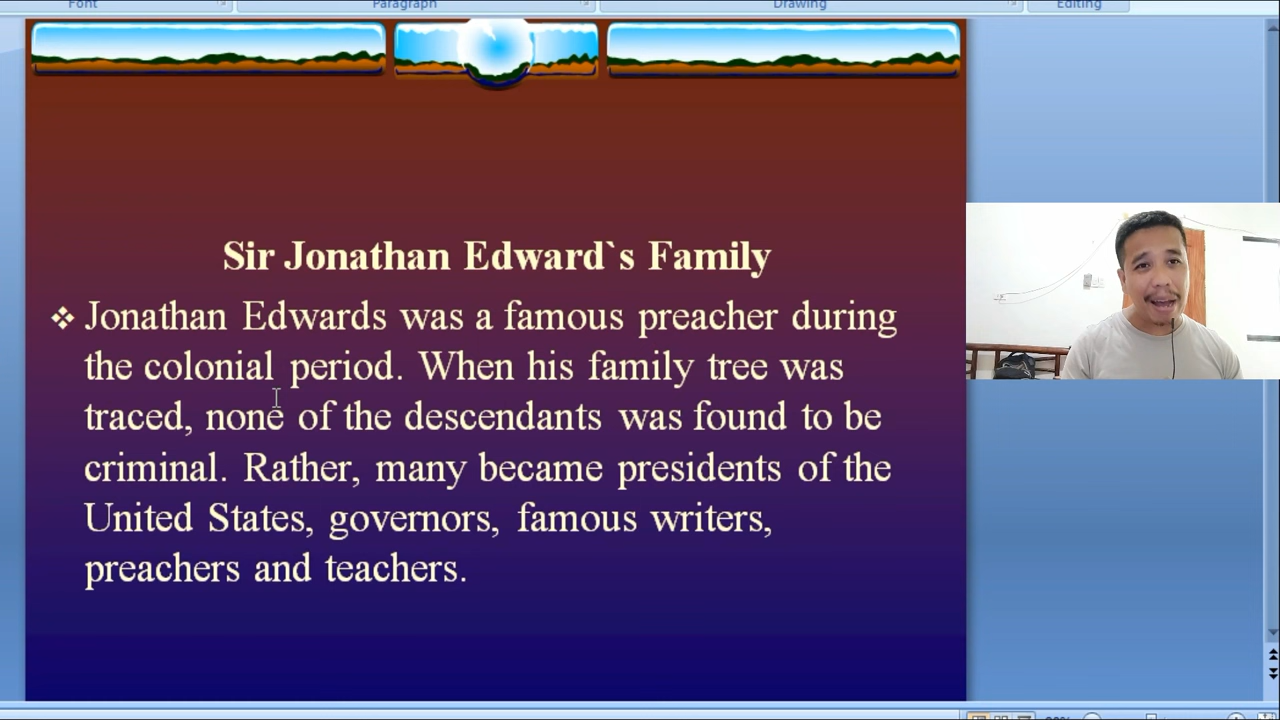 Font
Paragraph
Drawing
Editing
Sir Jonathan Edward`s Family
❖ Jonathan Edwards was a famous preacher during
the colonial period. When his family tree was
traced, none of the descendants was found to be
criminal. Rather, many became presidents of the
United States, governors, famous writers,
preachers and teachers.